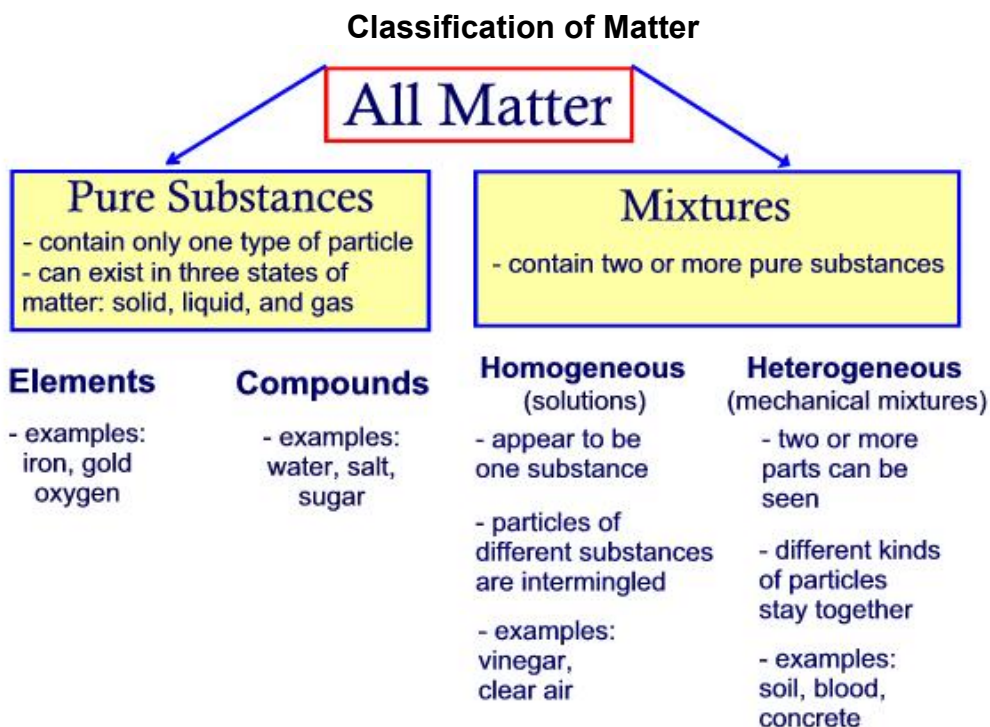 Classification of Matter
All Matter
Pure Substances
- contain only one type of particle
- can exist in three states of
matter: solid, liquid, and gas
Mixtures
- contain two or more pure substances
Elements
- examples:
iron, gold
oxygen
Compounds
- examples:
water, salt,
sugar
Homogeneous
(solutions)
- appear to be
one substance
- particles of
different substances
are intermingled
- examples:
vinegar,
clear air
Heterogeneous
(mechanical mixtures)
- two or more
parts can be
seen
- different kinds
of particles
stay together
- examples:
soil, blood,
concrete